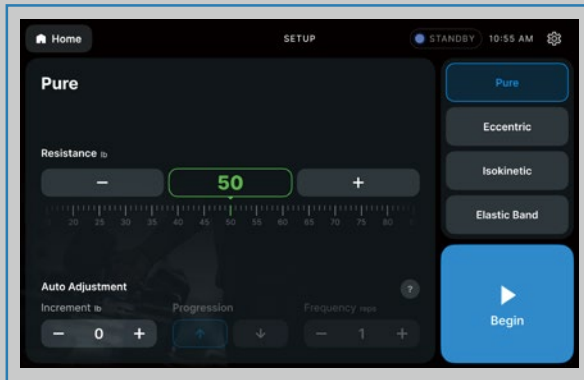 Home
SETUP
STANDBY
10:55 AM
Pure
Resistance lb
− 50 +
20 25 30 35 40 45 50 55 60 65 70 75 80
Auto Adjustment
?
Increment lb
Progression
Frequency reps
− 0 +
− 1 +
Pure
Eccentric
Isokinetic
Elastic Band
Begin